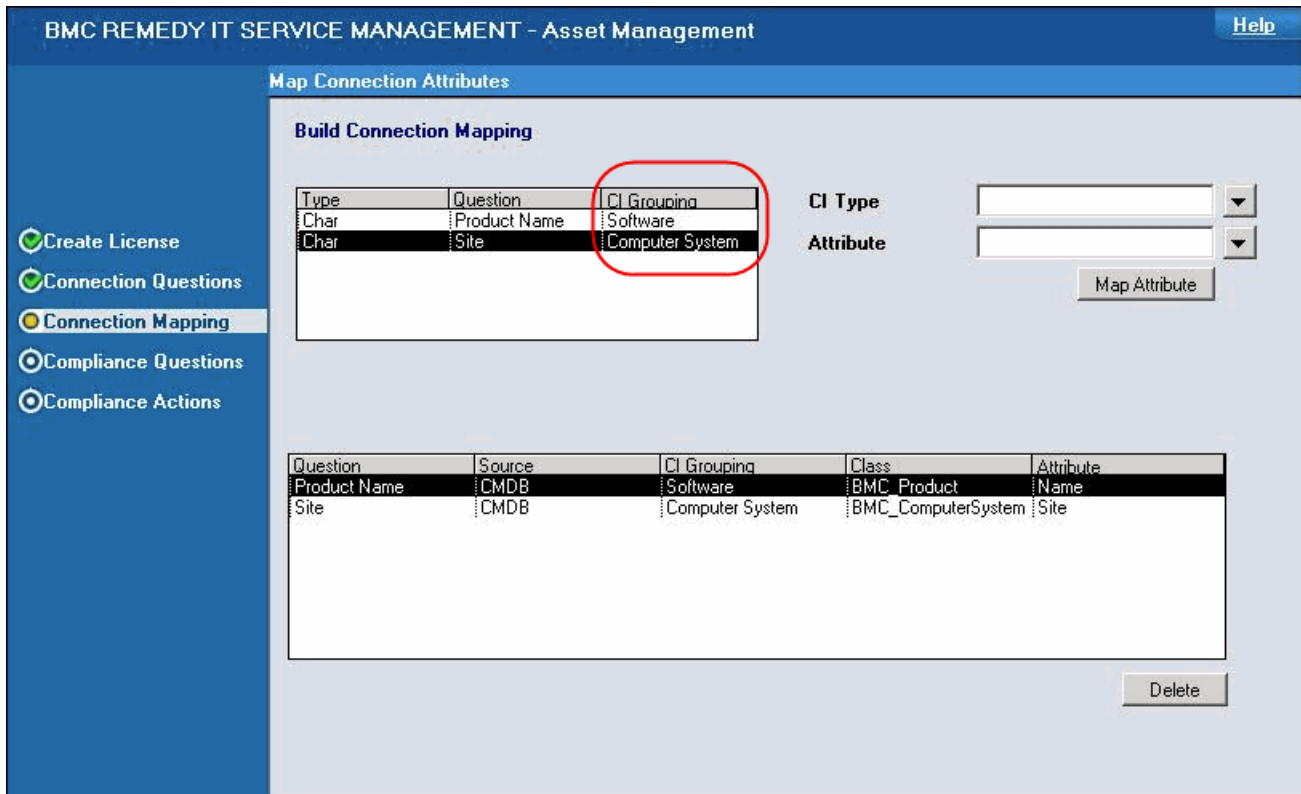 BMC REMEDY IT SERVICE MANAGEMENT - Asset Management
Help
Map Connection Attributes
Build Connection Mapping
Type Question CI Grouping
Char Product Name Software
Char Site Computer System
CI Type
Attribute
Map Attribute
Create License
Connection Questions
Connection Mapping
Compliance Questions
Compliance Actions
Question Source CI Grouping Class Attribute
Product Name CMDB Software BMC_Product Name
Site CMDB Computer System BMC_ComputerSystem Site
Delete